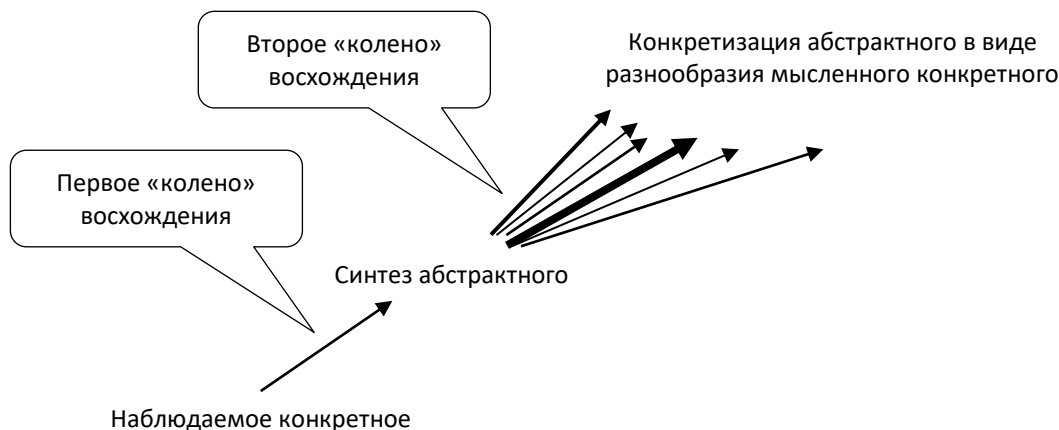 Второе «колено»
восхождения
Конкретизация абстрактного в виде
разнообразия мысленного конкретного
Первое «колено»
восхождения
Синтез абстрактного
Наблюдаемое конкретное